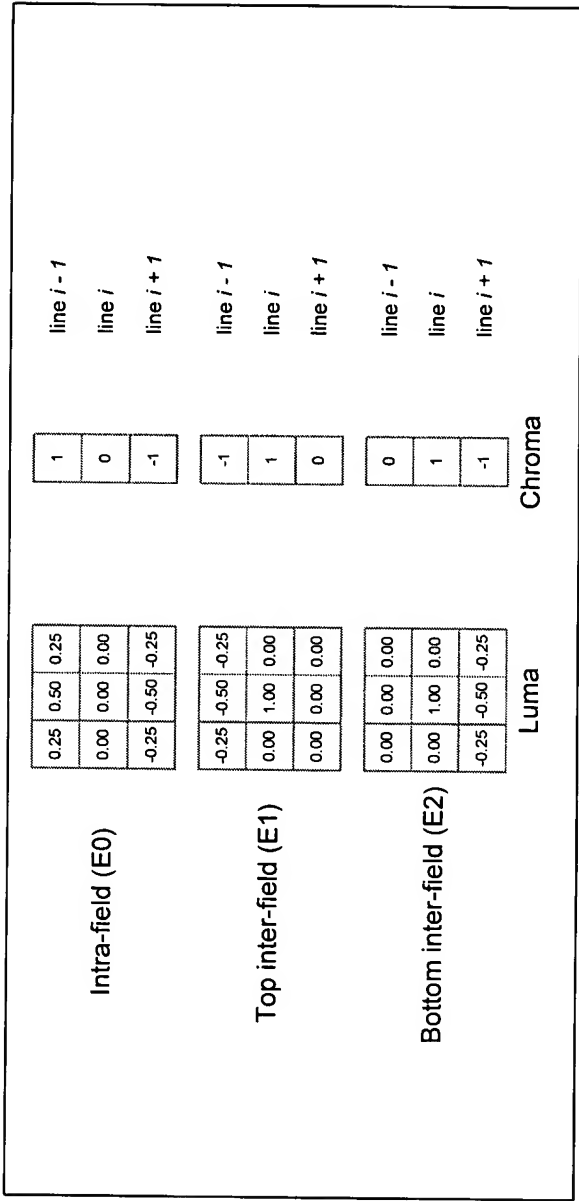 0.25 0.50 0.25 1 line i - 1
Intra-field (E0) 0.00 0.00 0.00 0 line i
-0.25 -0.50 -0.25 -1 line i + 1
-0.25 -0.50 -0.25 -1 line i - 1
Top inter-field (E1) 0.00 1.00 0.00 1 line i
0.00 0.00 0.00 0 line i + 1
0.00 0.00 0.00 0 line i - 1
Bottom inter-field (E2) 0.00 1.00 0.00 1 line i
-0.25 -0.50 -0.25 -1 line i + 1
Luma Chroma